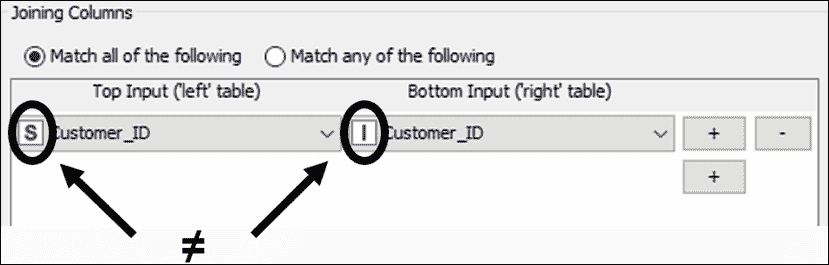 Joining Columns
Match all of the following Match any of the following
Top Input ('left' table) Bottom Input ('right' table)
S Customer_ID I Customer_ID + -
+
≠